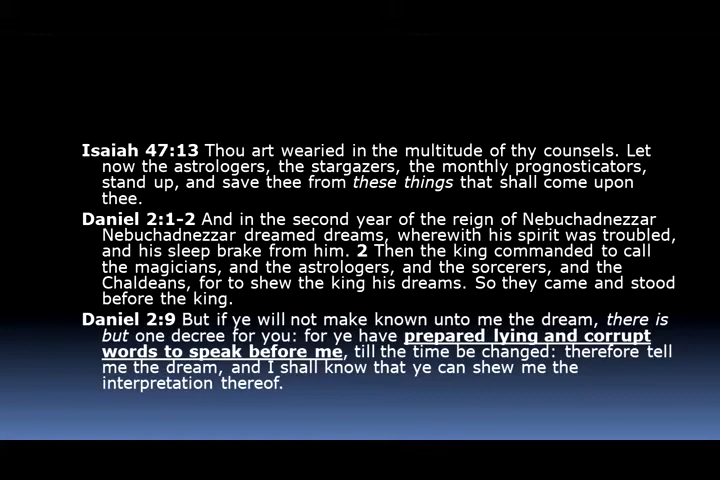 Isaiah 47:13 Thou art wearied in the multitude of thy counsels. Let
now the astrologers, the stargazers, the monthly prognosticators,
stand up, and save thee from these things that shall come upon
thee.
Daniel 2:1-2 And in the second year of the reign of Nebuchadnezzar
Nebuchadnezzar dreamed dreams, wherewith his spirit was troubled,
and his sleep brake from him. 2 Then the king commanded to call
the magicians, and the astrologers, and the sorcerers, and the
Chaldeans, for to shew the king his dreams. So they came and stood
before the king.
Daniel 2:9 But if ye will not make known unto me the dream, there is
but one decree for you: for ye have prepared lying and corrupt
words to speak before me, till the time be changed: therefore tell
me the dream, and I shall know that ye can shew me the
interpretation thereof.